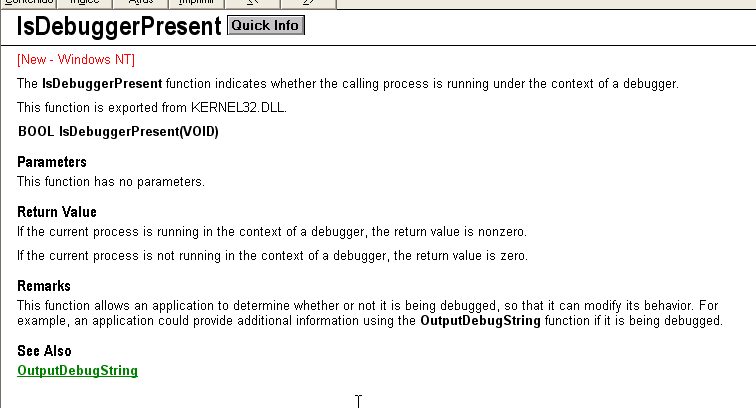 Contenido Índice Atrás Imprimir << >>
IsDebuggerPresent Quick Info
[New - Windows NT]
The IsDebuggerPresent function indicates whether the calling process is running under the context of a debugger.
This function is exported from KERNEL32.DLL.
BOOL IsDebuggerPresent(VOID)
Parameters
This function has no parameters.
Return Value
If the current process is running in the context of a debugger, the return value is nonzero.
If the current process is not running in the context of a debugger, the return value is zero.
Remarks
This function allows an application to determine whether or not it is being debugged, so that it can modify its behavior. For
example, an application could provide additional information using the OutputDebugString function if it is being debugged.
See Also
OutputDebugString